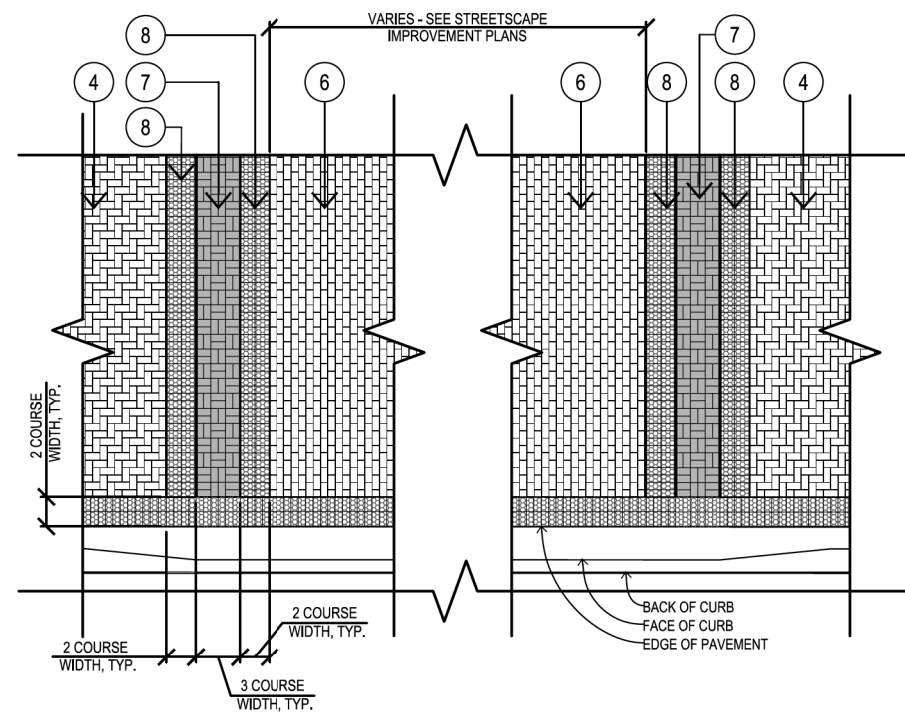 VARIES - SEE STREETSCAPE
IMPROVEMENT PLANS
8
7
4
7
6
6
8
8
4
8
2 COURSE
WIDTH, TYP.
BACK OF CURB
FACE OF CURB
EDGE OF PAVEMENT
2 COURSE
WIDTH, TYP.
2 COURSE
WIDTH, TYP.
3 COURSE
WIDTH, TYP.